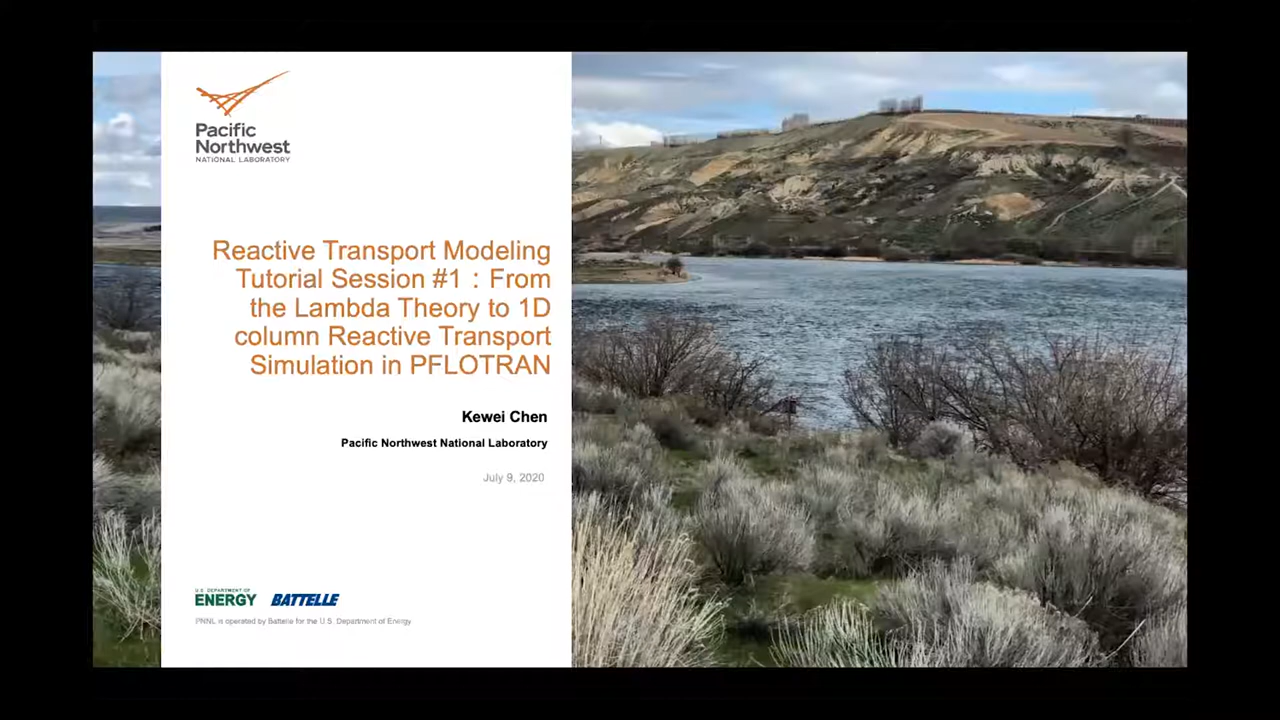 Pacific
Northwest
NATIONAL LABORATORY
Reactive Transport Modeling
Tutorial Session #1 : From
the Lambda Theory to 1D
column Reactive Transport
Simulation in PFLOTRAN
Kewei Chen
Pacific Northwest National Laboratory
July 9, 2020
U.S. DEPARTMENT OF
ENERGY BATTELLE
PNNL is operated by Battelle for the U.S. Department of Energy